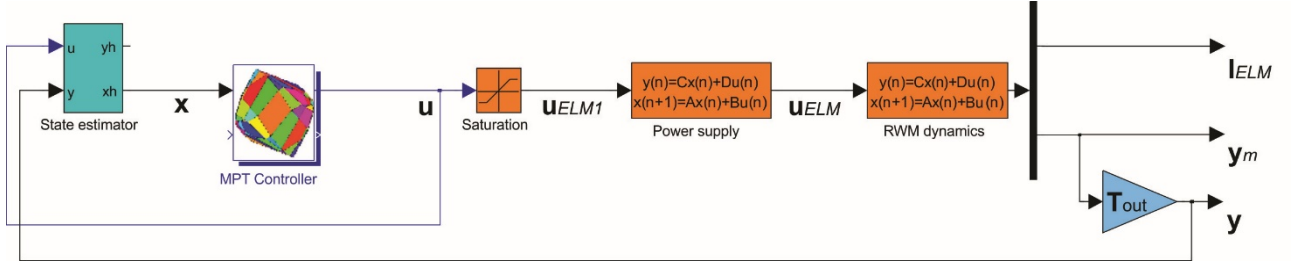 u
yh
y
xh
State estimator
x
MPT Controller
u
Saturation
uELM1
y(n)=Cx(n)+Du(n)
x(n+1)=Ax(n)+Bu(n)
Power supply
uELM
y(n)=Cx(n)+Du(n)
x(n+1)=Ax(n)+Bu(n)
RWM dynamics
IELM
ym
Tout
y